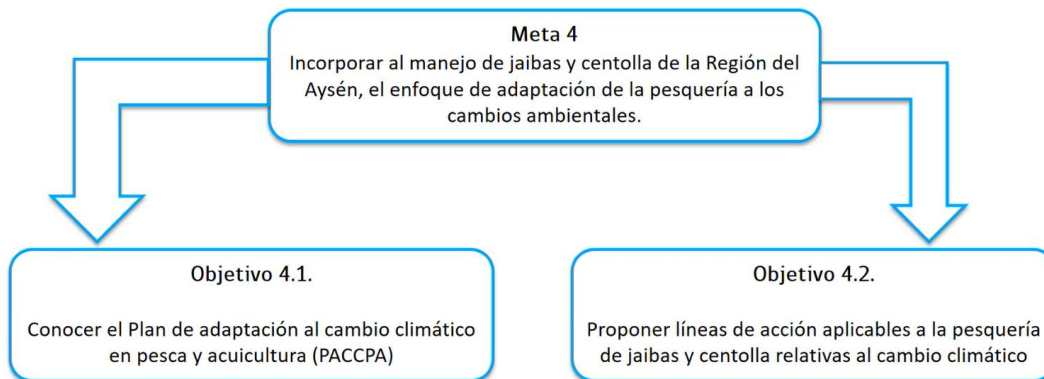 Meta 4
Incorporar al manejo de jaibas y centolla de la Región del
Aysén, el enfoque de adaptación de la pesquería a los
cambios ambientales.
Objetivo 4.1.
Conocer el Plan de adaptación al cambio climático
en pesca y acuicultura (PACCPA)
Objetivo 4.2.
Proponer líneas de acción aplicables a la pesquería
de jaibas y centolla relativas al cambio climático